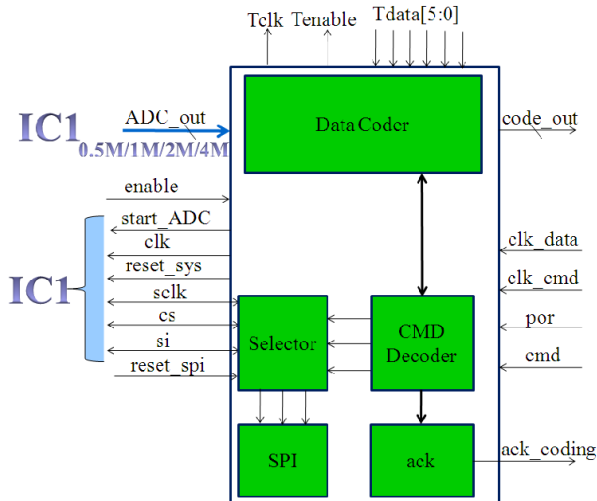 Tclk Tenable Tdata[5:0]
IC1 ADC_out
0.5M/1M/2M/4M
Data Coder
code_out
enable
start_ADC
clk
reset_sys
IC1
sclk
cs
si
reset_spi
clk_data
clk_cmd
por
cmd
Selector
CMD
Decoder
SPI
ack
ack_coding